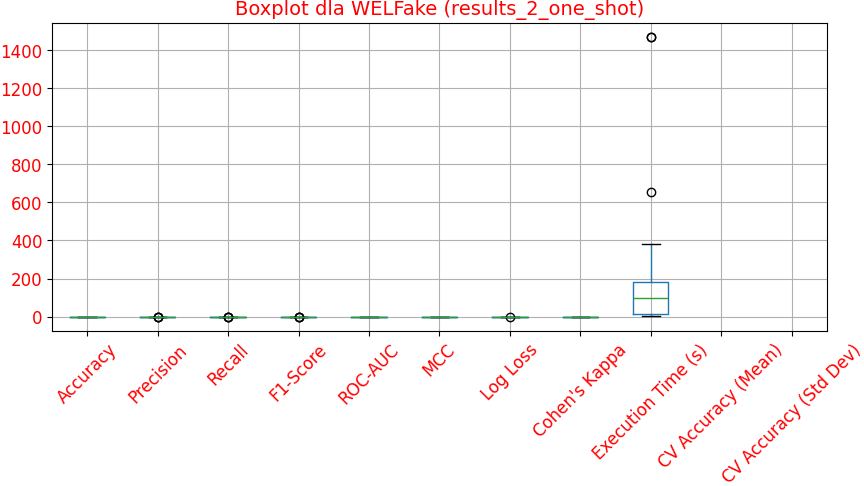 Boxplot dla WELFake (results_2_one_shot)
1400
1200
1000
800
600
400
200
0
Accuracy
Precision
Recall
F1-Score
ROC-AUC
MCC
Log Loss
Cohen's Kappa
Execution Time (s)
CV Accuracy (Mean)
CV Accuracy (Std Dev)